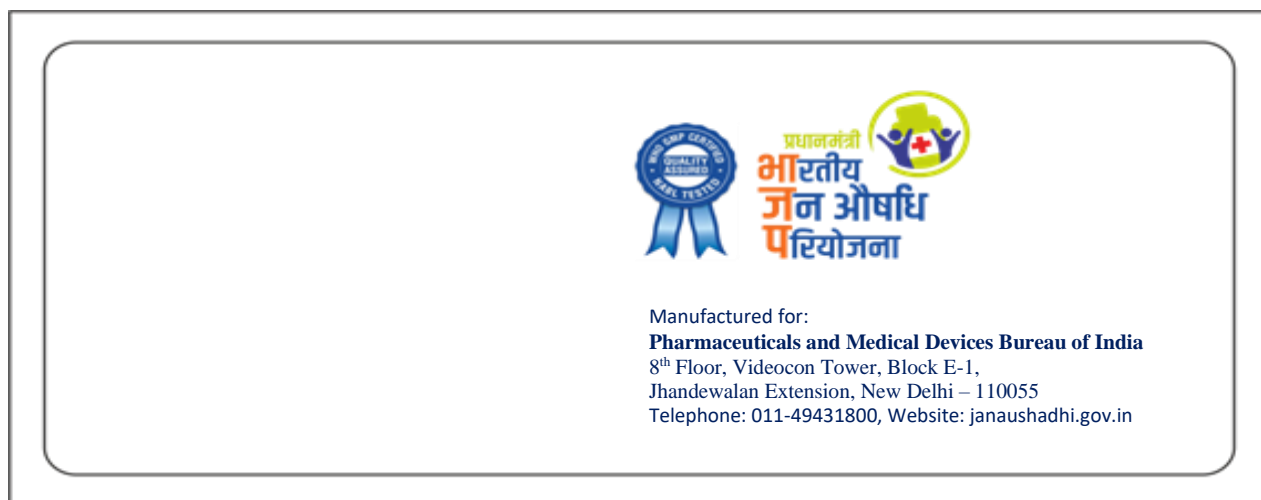 WHO GMP CERTIFIED
QUALITY
ASSURED
NABL TESTED
प्रधानमंत्री
भारतीय
जन औषधि
परियोजना
Manufactured for:
Pharmaceuticals and Medical Devices Bureau of India
8th Floor, Videocon Tower, Block E-1,
Jhandewalan Extension, New Delhi – 110055
Telephone: 011-49431800, Website: janaushadhi.gov.in